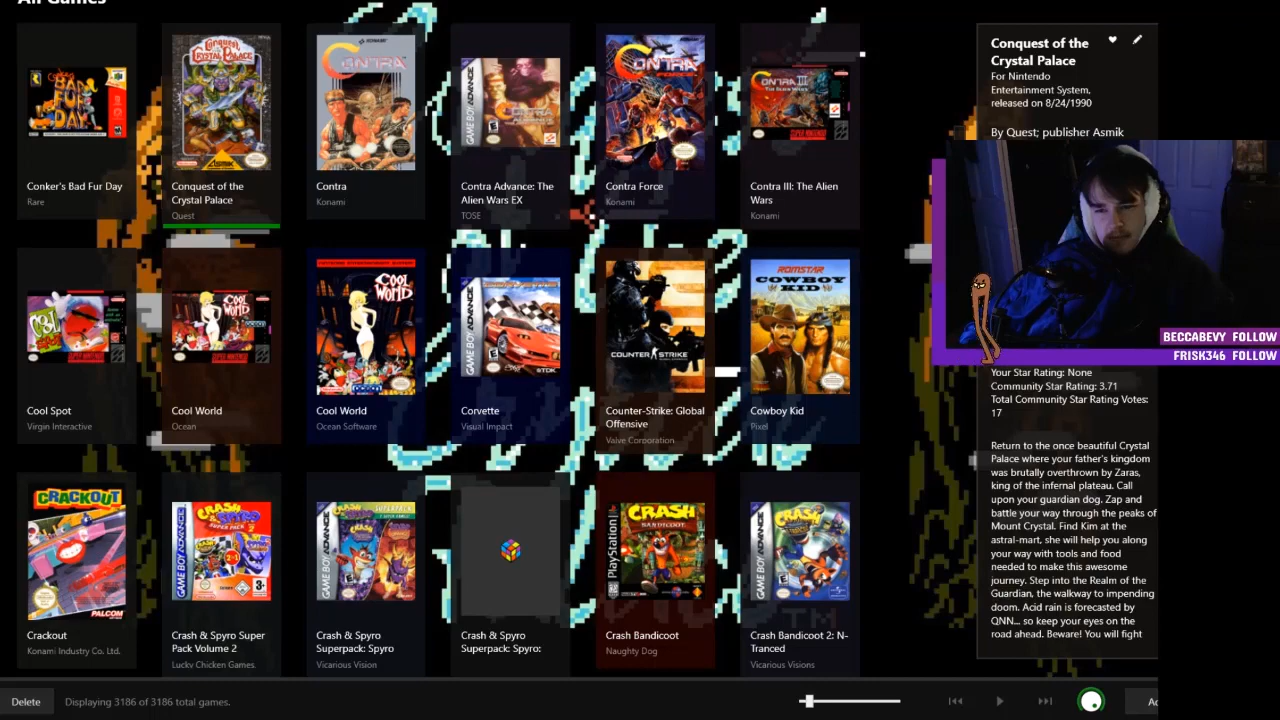 All Games
Conker's Bad Fur Day
Rare
Conquest of the
Crystal Palace
Quest
Contra
Konami
Contra Advance: The
Alien Wars EX
TOSE
Contra Force
Konami
Contra III: The Alien
Wars
Konami
Cool Spot
Virgin Interactive
Cool World
Ocean
Cool World
Ocean Software
Corvette
Visual Impact
COUNTER STRIKE
Counter-Strike: Global
Offensive
Valve Corporation
ROMSTAR
COWBOY
KID
Cowboy Kid
Pixel
CRACKOUT
PALCOM
Crackout
Konami Industry Co. Ltd.
Crash & Spyro Super
Pack Volume 2
Lucky Chicken Games.
Crash & Spyro
Superpack: Spyro
Vicarious Vision
Crash & Spyro
Superpack: Spyro:
Crash Bandicoot
Naughty Dog
Crash Bandicoot 2: N-
Tranced
Vicarious Visions
Conquest of the
Crystal Palace
For Nintendo
Entertainment System,
released on 8/24/1990
By Quest; publisher Asmik
BECCABEVY FOLLOW
FRISK346 FOLLOW
Your Star Rating: None
Community Star Rating: 3.71
Total Community Star Rating Votes:
17
Return to the once beautiful Crystal
Palace where your father's kingdom
was brutally overthrown by Zaras,
king of the infernal plateau. Call
upon your guardian dog. Zap and
battle your way through the peaks of
Mount Crystal. Find Kim at the
astral-mart, she will help you along
your way with tools and food
needed to make this awesome
journey. Step into the Realm of the
Guardian, the walkway to impending
doom. Acid rain is forecasted by
QNN... so keep your eyes on the
road ahead. Beware! You will fight
Delete
Displaying 3186 of 3186 total games.